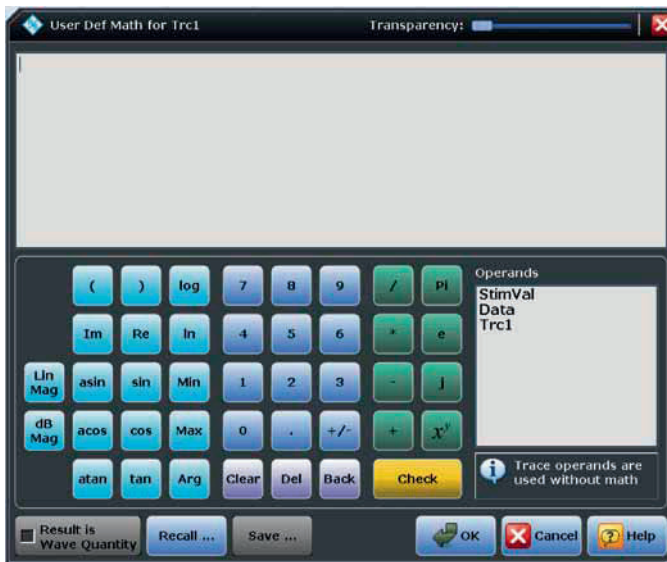 User Def Math for Trc1 Transparency:
( ) log 7 8 9 / Pi
Im Re ln 4 5 6 * e
Lin Mag asin sin Min 1 2 3 - j
dB Mag acos cos Max 0 . +/- + xʸ
atan tan Arg Clear Del Back Check
Operands
StimVal
Data
Trc1
Trace operands are
used without math
Result is
Wave Quantity
Recall ... Save ... OK Cancel Help